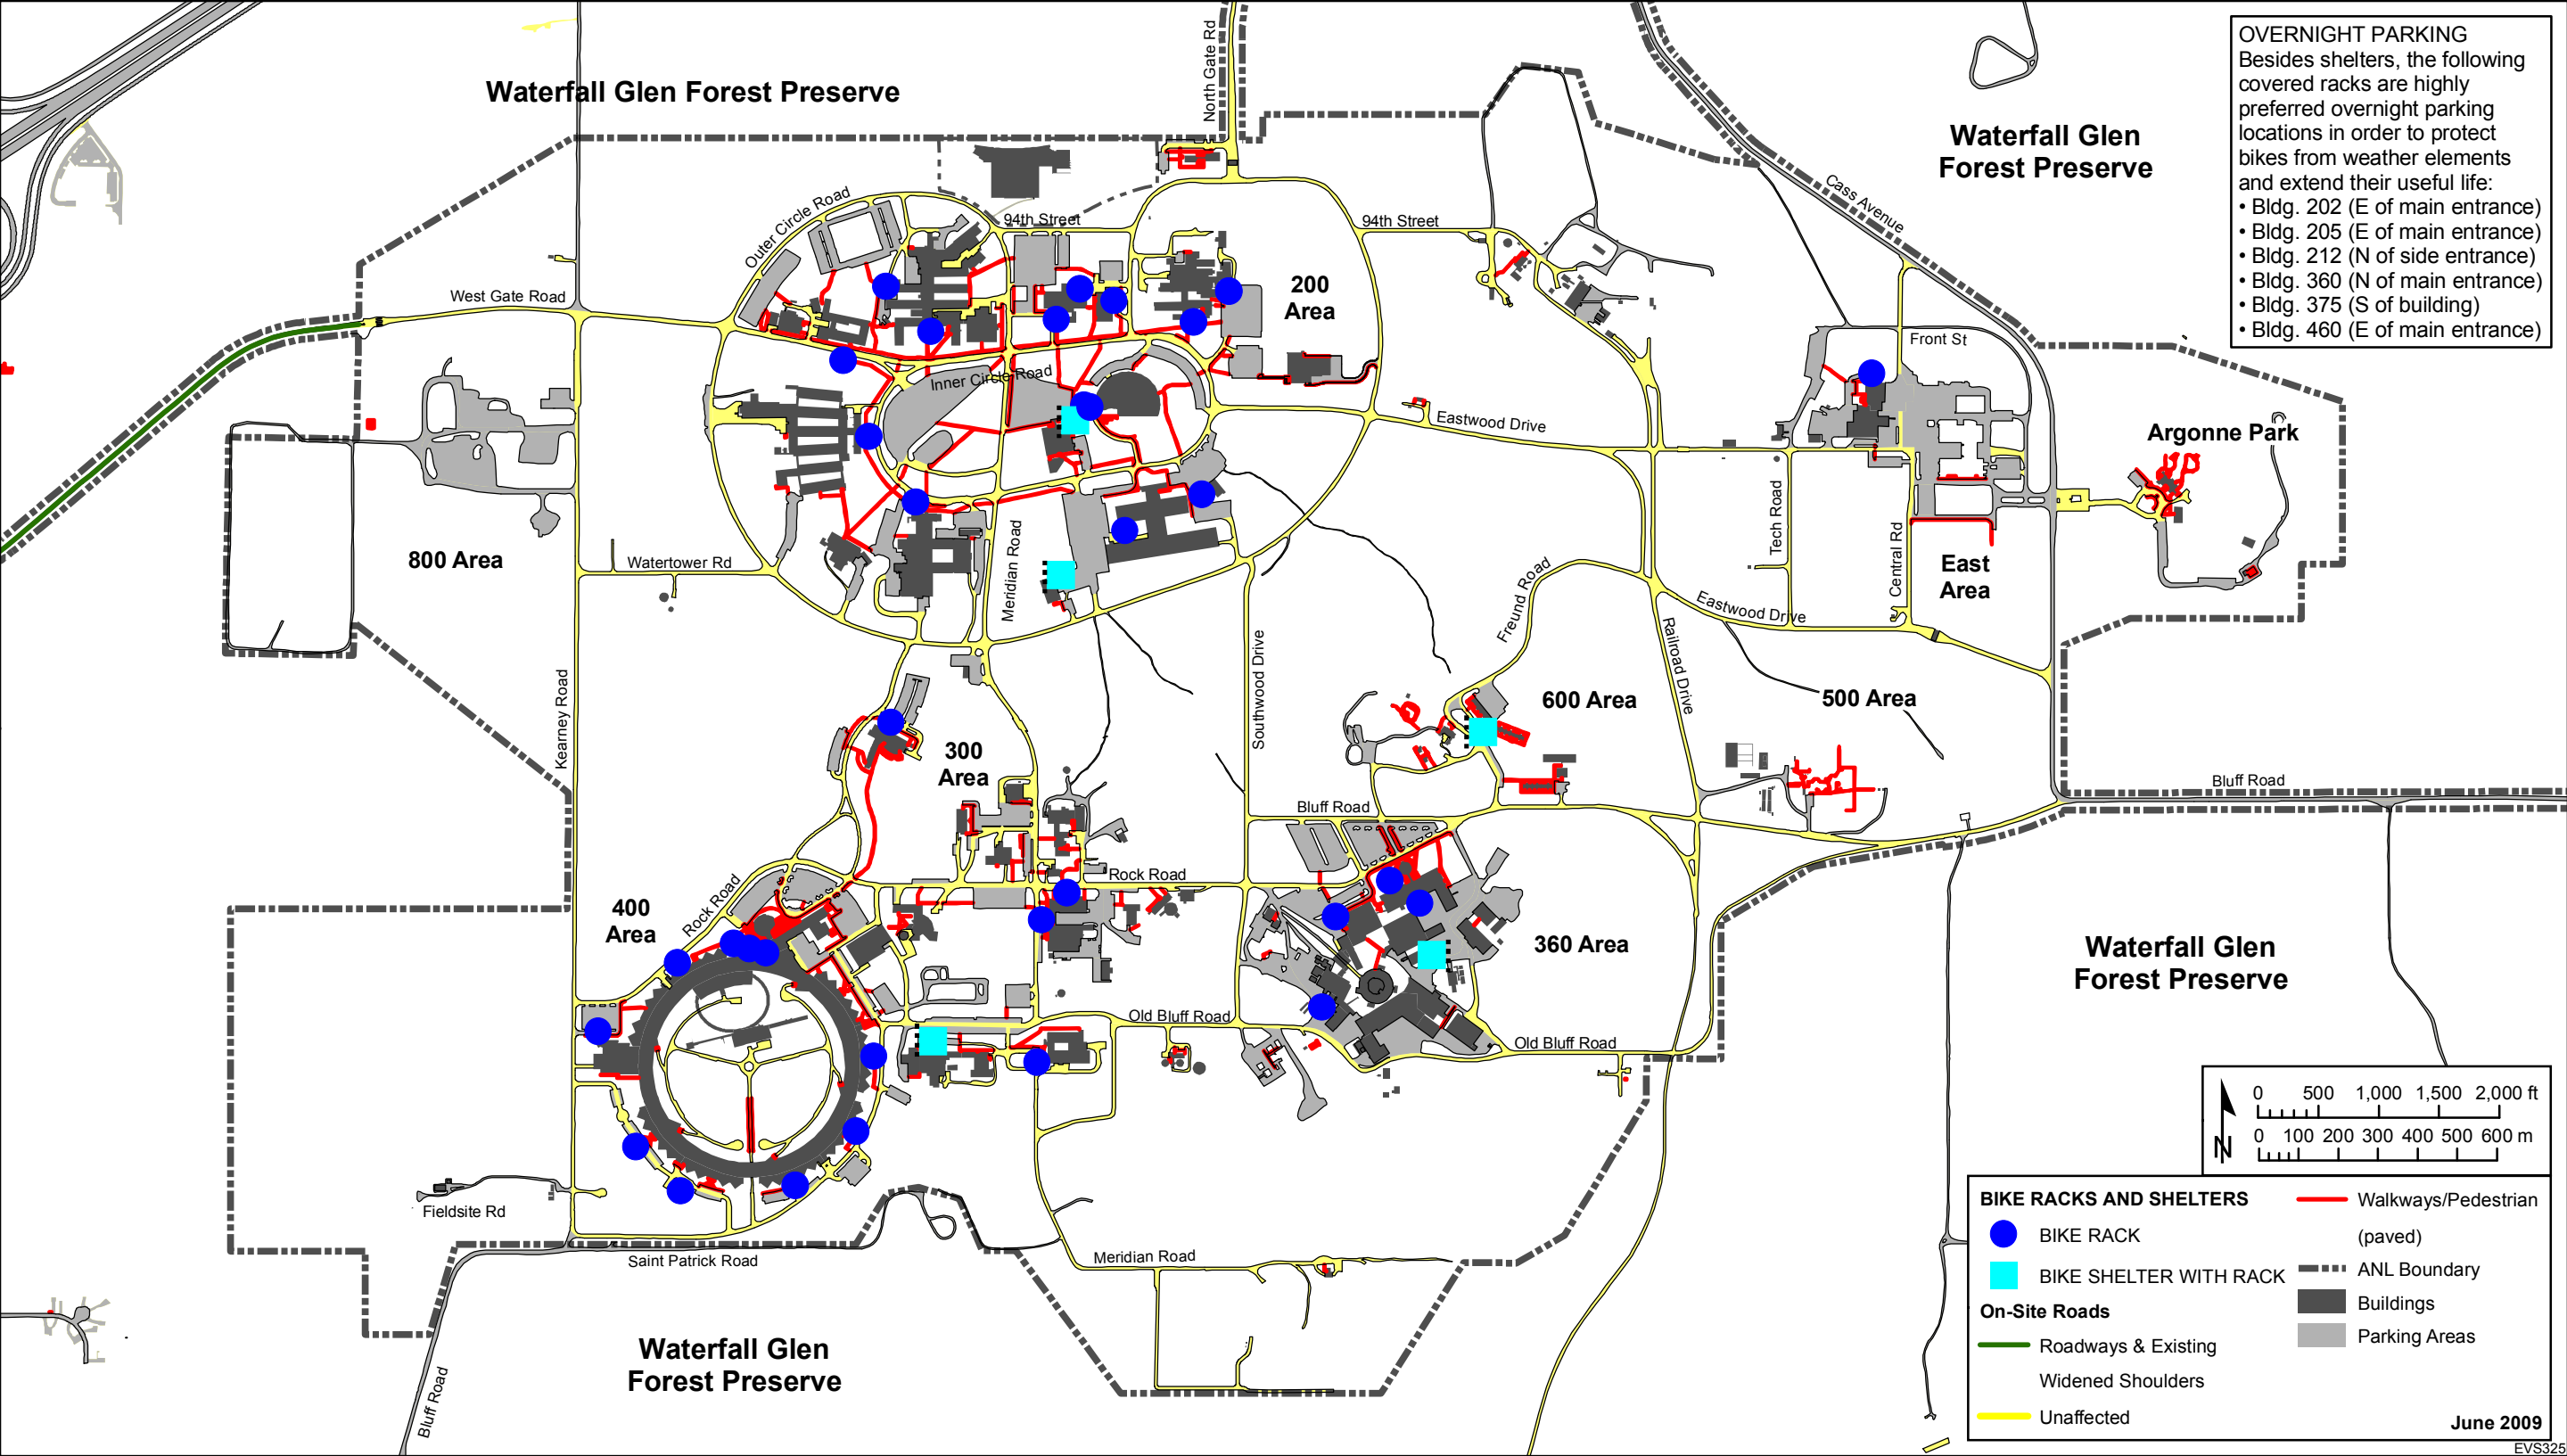 OVERNIGHT PARKING
Besides shelters, the following
covered racks are highly
preferred overnight parking
locations in order to protect
bikes from weather elements
and extend their useful life:
• Bldg. 202 (E of main entrance)
• Bldg. 205 (E of main entrance)
• Bldg. 212 (N of side entrance)
• Bldg. 360 (N of main entrance)
• Bldg. 375 (S of building)
• Bldg. 460 (E of main entrance)
North Gate Rd
Waterfall Glen Forest Preserve
Waterfall Glen
Forest Preserve
Cass Avenue
Outer Circle Road
94th Street
94th Street
200
Area
West Gate Road
Front St
Inner Circle Road
Eastwood Drive
Argonne Park
Tech Road
Central Rd
Meridian Road
800 Area
Watertower Rd
East
Area
Freund Road
Eastwood Drive
Railroad Drive
Southwood Drive
Kearney Road
600 Area
500 Area
300
Area
Bluff Road
Bluff Road
Rock Road
Rock Road
400
Area
360 Area
Waterfall Glen
Forest Preserve
Old Bluff Road
Old Bluff Road
Fieldsite Rd
Saint Patrick Road
Meridian Road
Waterfall Glen
Forest Preserve
Bluff Road
0 500 1,000 1,500 2,000 ft
0 100 200 300 400 500 600 m
N
BIKE RACKS AND SHELTERS
BIKE RACK
BIKE SHELTER WITH RACK
On-Site Roads
Roadways & Existing
Widened Shoulders
Unaffected
Walkways/Pedestrian
(paved)
ANL Boundary
Buildings
Parking Areas
June 2009
EVS325